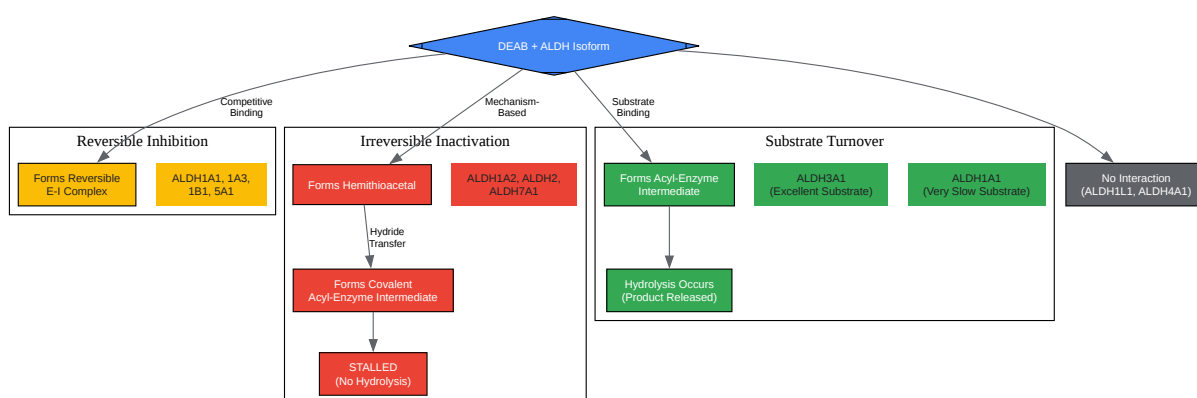 DEAB + ALDH Isoform
Competitive
Binding
Mechanism-
Based
Substrate
Binding
Reversible Inhibition
Forms Reversible
E-I Complex
ALDH1A1, 1A3,
1B1, 5A1
Irreversible Inactivation
Forms Hemithioacetal
ALDH1A2, ALDH2,
ALDH7A1
Hydride
Transfer
Forms Covalent
Acyl-Enzyme Intermediate
STALLED
(No Hydrolysis)
Substrate Turnover
Forms Acyl-Enzyme
Intermediate
ALDH3A1
(Excellent Substrate)
ALDH1A1
(Very Slow Substrate)
Hydrolysis Occurs
(Product Released)
No Interaction
(ALDH1L1, ALDH4A1)